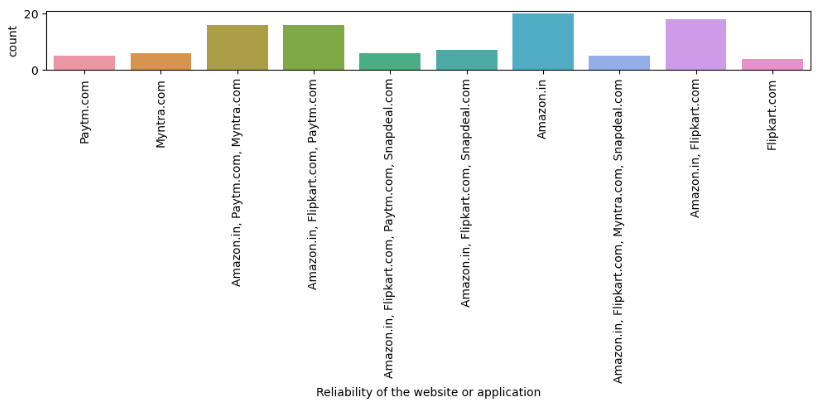 count
20
0
Paytm.com
Myntra.com
Amazon.in, Paytm.com, Myntra.com
Amazon.in, Flipkart.com, Paytm.com
Amazon.in, Flipkart.com, Paytm.com, Snapdeal.com
Amazon.in, Flipkart.com, Snapdeal.com
Amazon.in
Amazon.in, Flipkart.com, Myntra.com, Snapdeal.com
Amazon.in, Flipkart.com
Flipkart.com
Reliability of the website or application